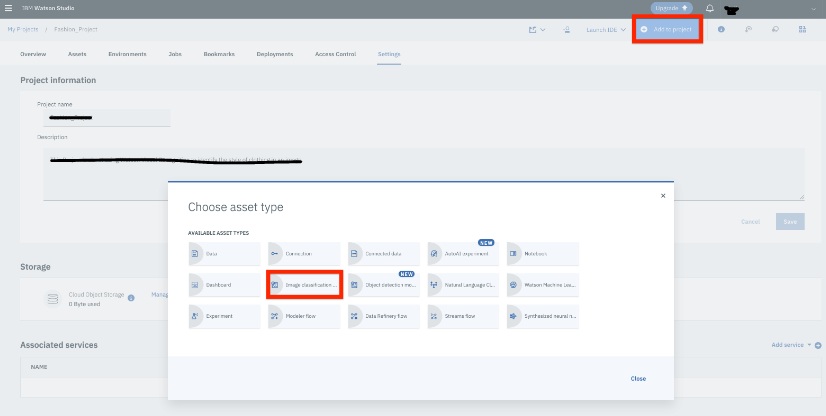 IBM Watson Studio
Upgrade
My Projects / Fashion_Project
Launch IDE
Add to project
Overview
Assets
Environments
Jobs
Bookmarks
Deployments
Access Control
Settings
Project information
Project name
Description
Cancel
Save
Choose asset type
AVAILABLE ASSET TYPES
Data
Connection
Connected data
NEW
AutoAI experiment
Notebook
Dashboard
Image classification ...
NEW
Object detection mo...
Natural Language Cl...
Watson Machine Lea...
Experiment
Modeler flow
Data Refinery flow
Streams flow
Synthesized neural n...
Close
Storage
Cloud Object Storage
0 Byte used
Manag
Associated services
Add service
NAME